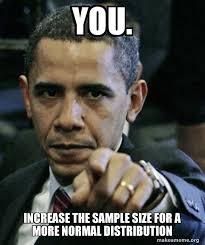 YOU.
INCREASE THE SAMPLE SIZE FOR A
MORE NORMAL DISTRIBUTION
makeameme.org